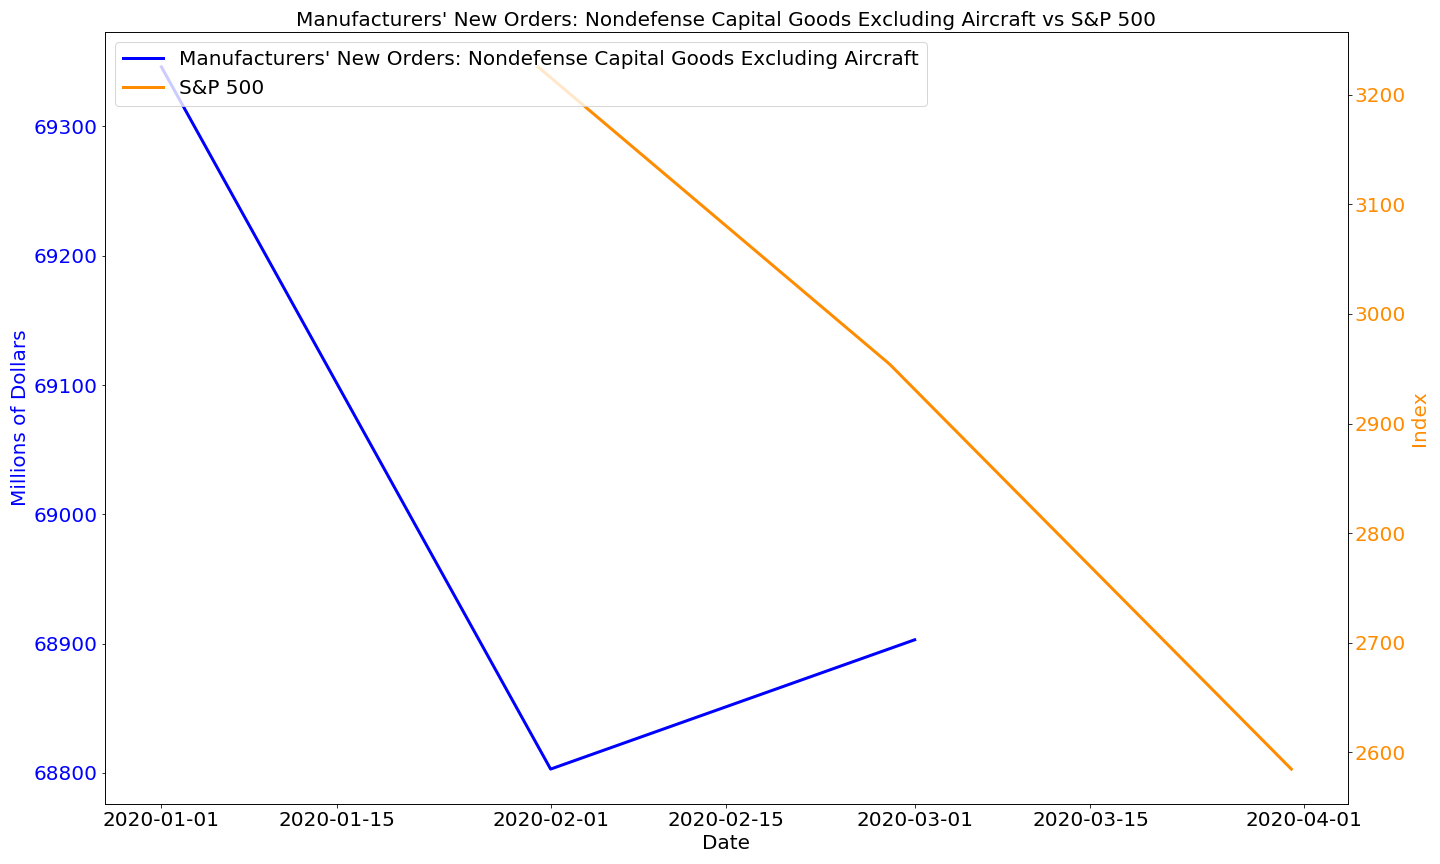 Manufacturers' New Orders: Nondefense Capital Goods Excluding Aircraft vs S&P 500
Manufacturers' New Orders: Nondefense Capital Goods Excluding Aircraft
S&P 500
Millions of Dollars
69300
69200
69100
69000
68900
68800
3200
3100
3000
2900
2800
2700
2600
Index
2020-01-01 2020-01-15 2020-02-01 2020-02-15 2020-03-01 2020-03-15 2020-04-01
Date